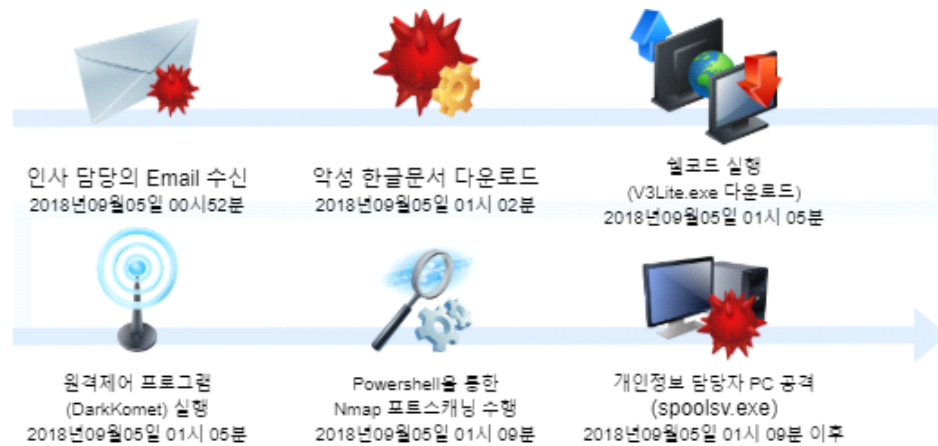 인사 담당의 Email 수신
2018년09월05일 00시52분
악성 한글문서 다운로드
2018년09월05일 01시 02분
쉘코드 실행
(V3Lite.exe 다운로드)
2018년09월05일 01시 05분
원격제어 프로그램
(DarkKomet) 실행
2018년09월05일 01시 05분
Powershell을 통한
Nmap 포트스캐닝 수행
2018년09월05일 01시 09분
개인정보 담당자 PC 공격
(spoolsv.exe)
2018년09월05일 01시 09분 이후